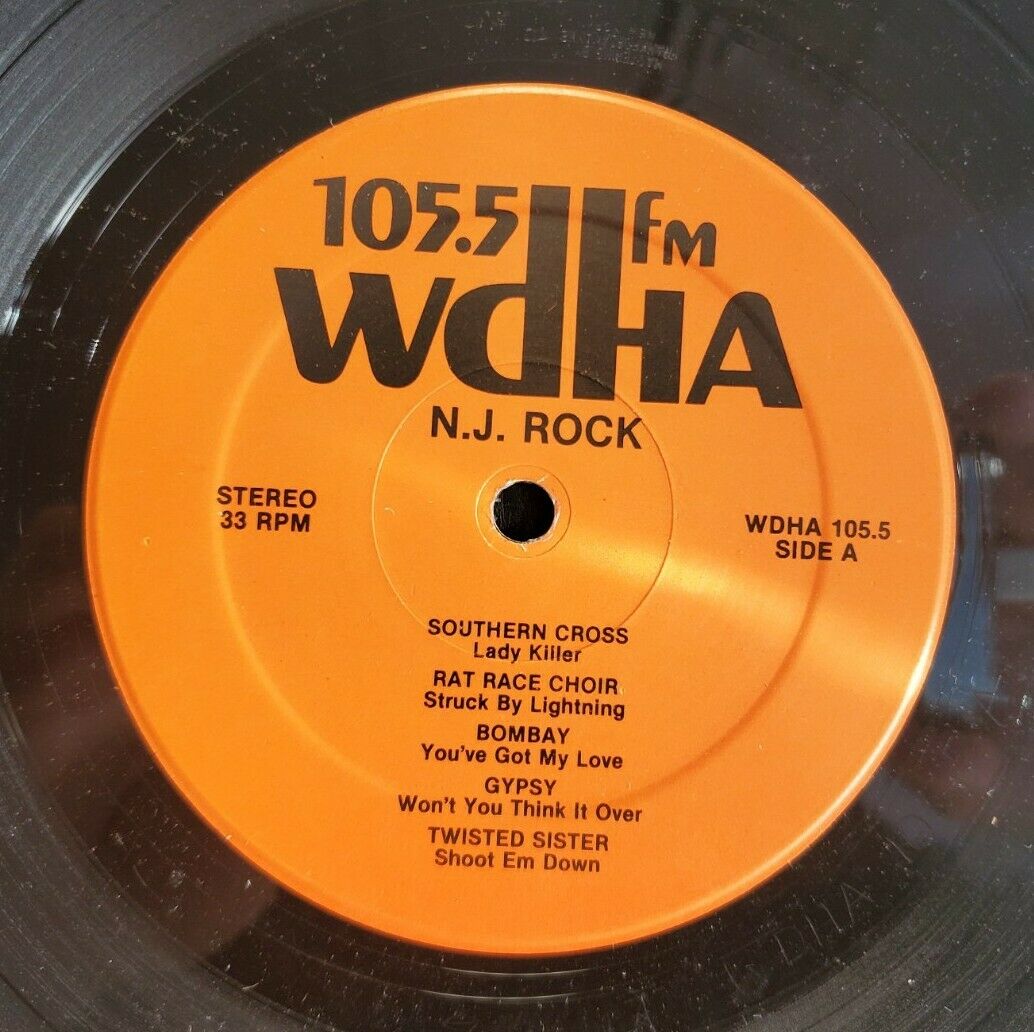 105.5 fM
WdHA
N.J. ROCK
STEREO
33 RPM
WDHA 105.5
SIDE A
SOUTHERN CROSS
Lady Killer
RAT RACE CHOIR
Struck By Lightning
BOMBAY
You've Got My Love
GYPSY
Won't You Think It Over
TWISTED SISTER
Shoot Em Down